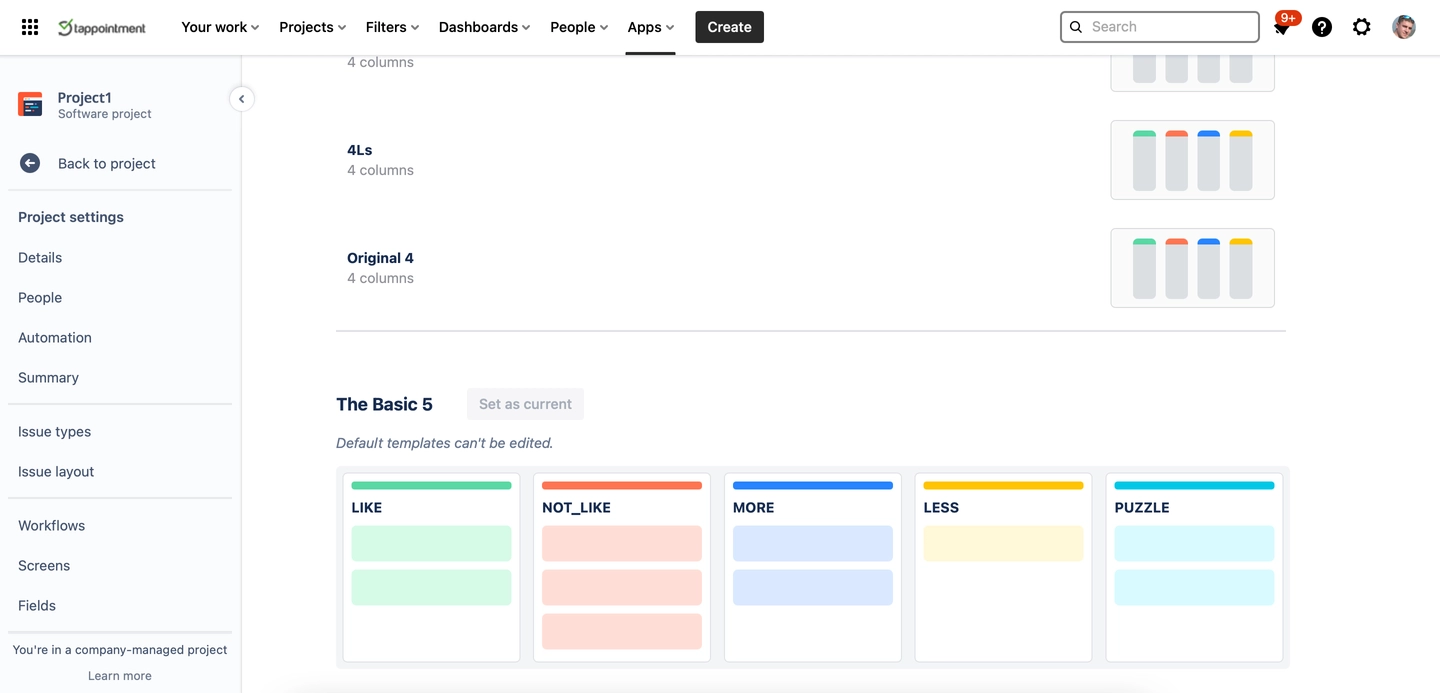 tappointment
Your work
Projects
Filters
Dashboards
People
Apps
Create
Search
9+
Project1
Software project
Back to project
Project settings
Details
People
Automation
Summary
Issue types
Issue layout
Workflows
Screens
Fields
You're in a company-managed project
Learn more
4 columns
4Ls
4 columns
Original 4
4 columns
The Basic 5
Set as current
Default templates can't be edited.
LIKE
NOT_LIKE
MORE
LESS
PUZZLE